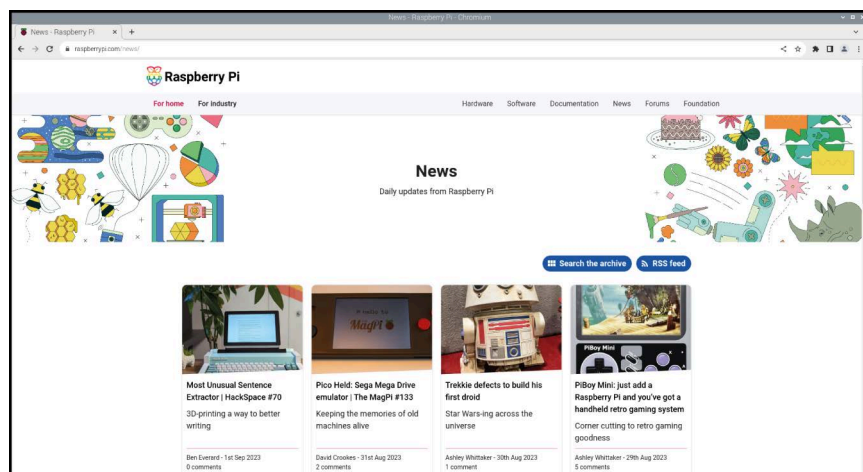 News - Raspberry Pi - Chromium
News - Raspberry Pi
raspberrypi.com/news/
Raspberry Pi
For home For industry
Hardware Software Documentation News Forums Foundation
News
Daily updates from Raspberry Pi
Search the archive RSS feed
MagPi
PiBoy Mini
Most Unusual Sentence
Extractor | HackSpace #70
3D-printing a way to better
writing
Ben Everard - 1st Sep 2023
0 comments
Pico Held: Sega Mega Drive
emulator | The MagPi #133
Keeping the memories of old
machines alive
David Crookes - 31st Aug 2023
2 comments
Trekkie defects to build his
first droid
Star Wars-ing across the
universe
Ashley Whittaker - 30th Aug 2023
1 comment
PiBoy Mini: just add a
Raspberry Pi and you've got a
handheld retro gaming system
Corner cutting to retro gaming
goodness
Ashley Whittaker - 29th Aug 2023
5 comments